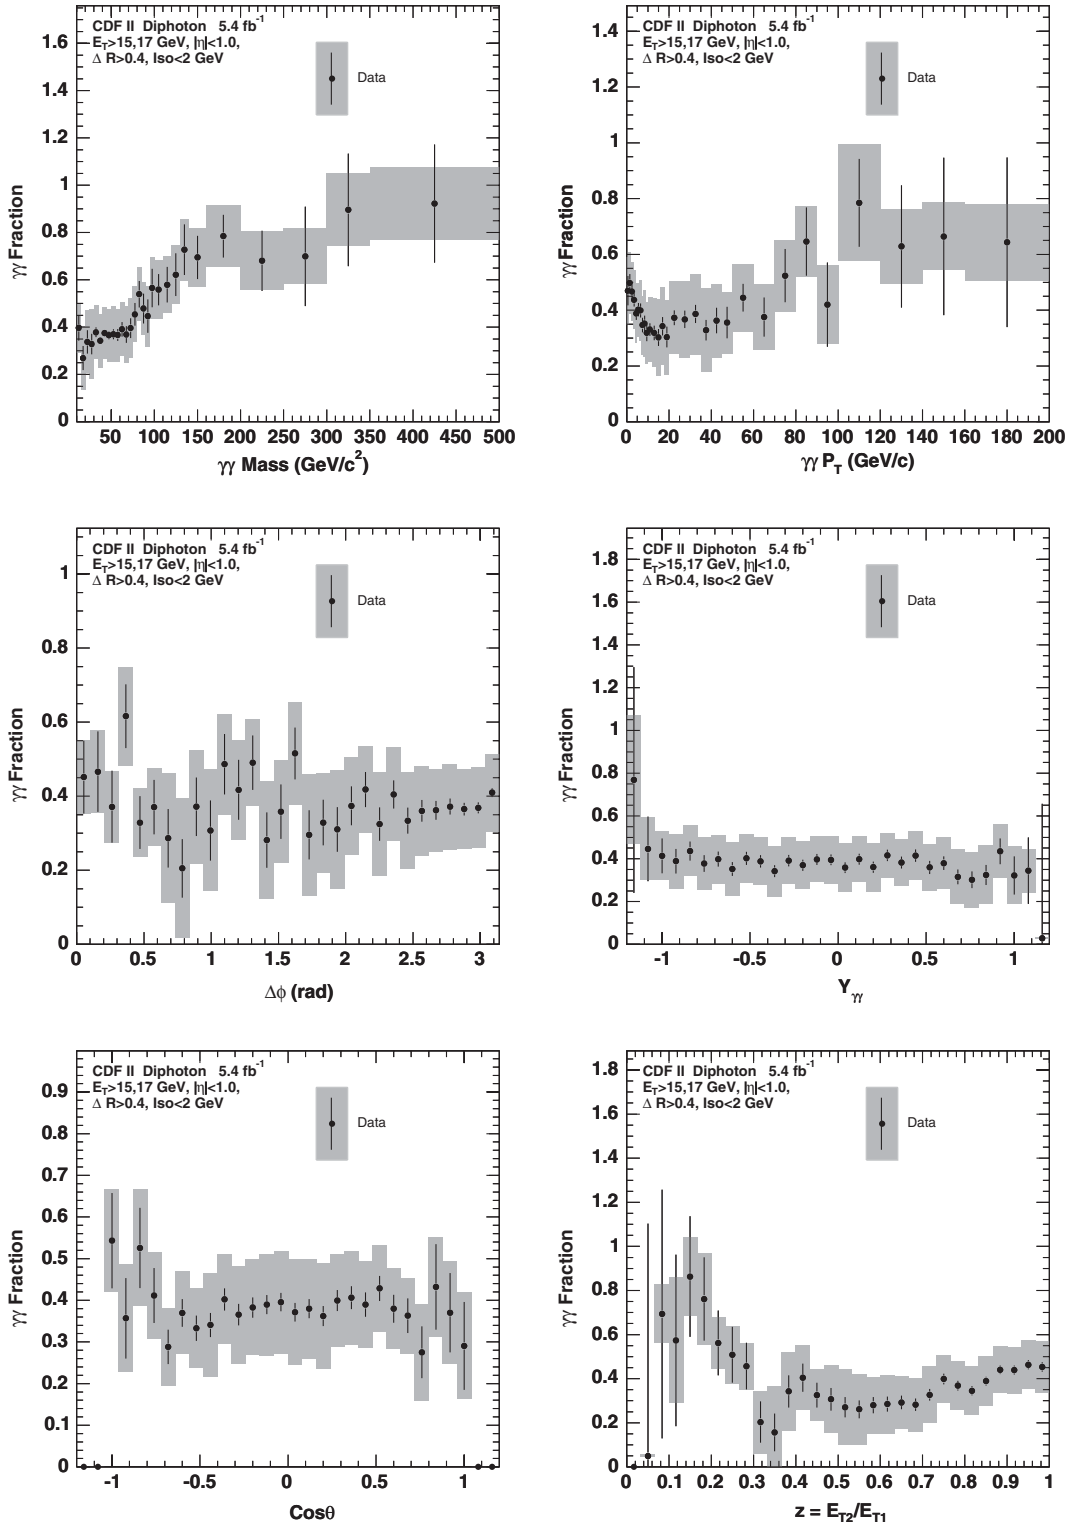 CDF II Diphoton 5.4 fb⁻¹
E_T>15,17 GeV, |η|<1.0,
Δ R>0.4, Iso<2 GeV
Data
γγ Fraction
1.6
1.4
1.2
1
0.8
0.6
0.4
0.2
0
50 100 150 200 250 300 350 400 450 500
γγ Mass (GeV/c²)
CDF II Diphoton 5.4 fb⁻¹
E_T>15,17 GeV, |η|<1.0,
Δ R>0.4, Iso<2 GeV
Data
γγ Fraction
1.4
1.2
1
0.8
0.6
0.4
0.2
0
0 20 40 60 80 100 120 140 160 180 200
γγ P_T (GeV/c)
CDF II Diphoton 5.4 fb⁻¹
E_T>15,17 GeV, |η|<1.0,
Δ R>0.4, Iso<2 GeV
Data
γγ Fraction
1
0.8
0.6
0.4
0.2
0
0 0.5 1 1.5 2 2.5 3
Δϕ (rad)
CDF II Diphoton 5.4 fb⁻¹
E_T>15,17 GeV, |η|<1.0,
Δ R>0.4, Iso<2 GeV
Data
γγ Fraction
1.8
1.6
1.4
1.2
1
0.8
0.6
0.4
0.2
0
-1 -0.5 0 0.5 1
Y_γγ
CDF II Diphoton 5.4 fb⁻¹
E_T>15,17 GeV, |η|<1.0,
Δ R>0.4, Iso<2 GeV
Data
γγ Fraction
0.9
0.8
0.7
0.6
0.5
0.4
0.3
0.2
0.1
0
-1 -0.5 0 0.5 1
Cosθ
CDF II Diphoton 5.4 fb⁻¹
E_T>15,17 GeV, |η|<1.0,
Δ R>0.4, Iso<2 GeV
Data
γγ Fraction
1.8
1.6
1.4
1.2
1
0.8
0.6
0.4
0.2
0
0 0.1 0.2 0.3 0.4 0.5 0.6 0.7 0.8 0.9 1
z = E_T2/E_T1